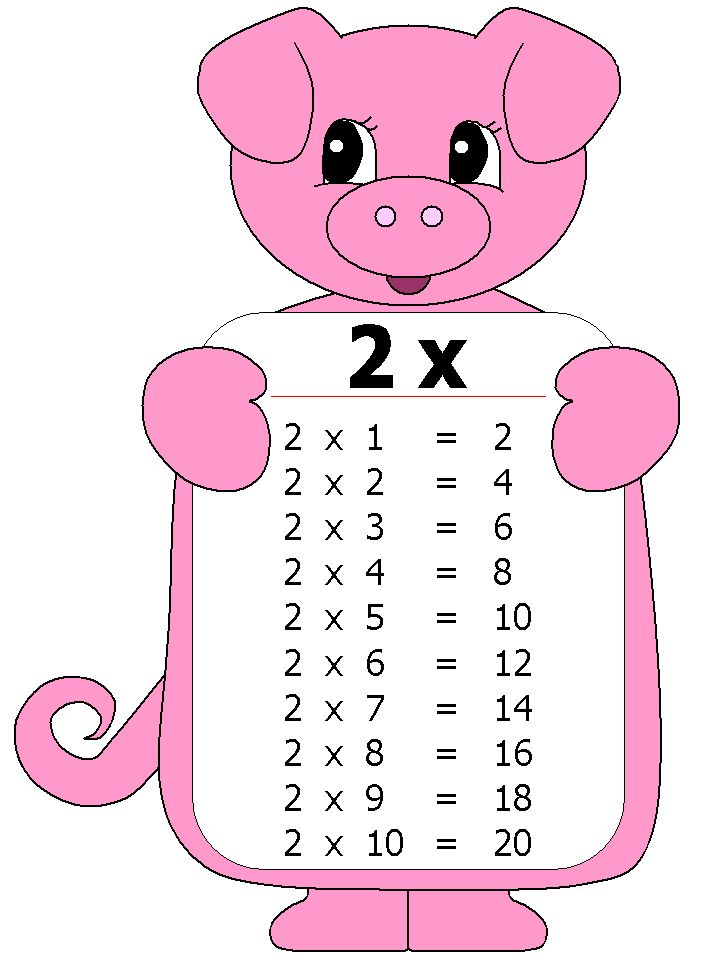 2 x
2 x 1 = 2
2 x 2 = 4
2 x 3 = 6
2 x 4 = 8
2 x 5 = 10
2 x 6 = 12
2 x 7 = 14
2 x 8 = 16
2 x 9 = 18
2 x 10 = 20